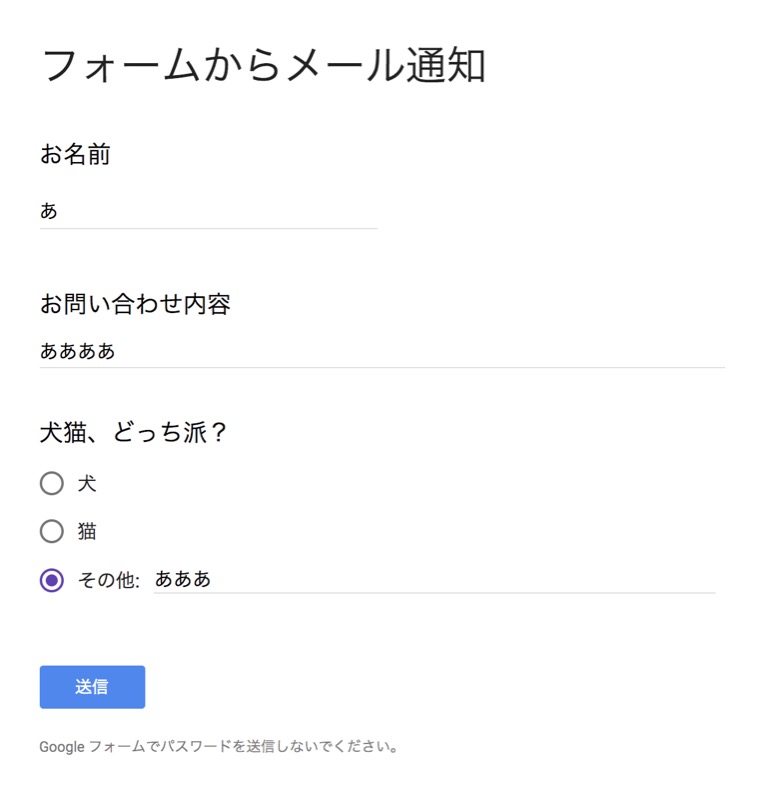 フォームからメール通知
お名前
あ
お問い合わせ内容
ああああ
犬猫、どっち派？
犬
猫
その他: あああ
送信
Google フォームでパスワードを送信しないでください。